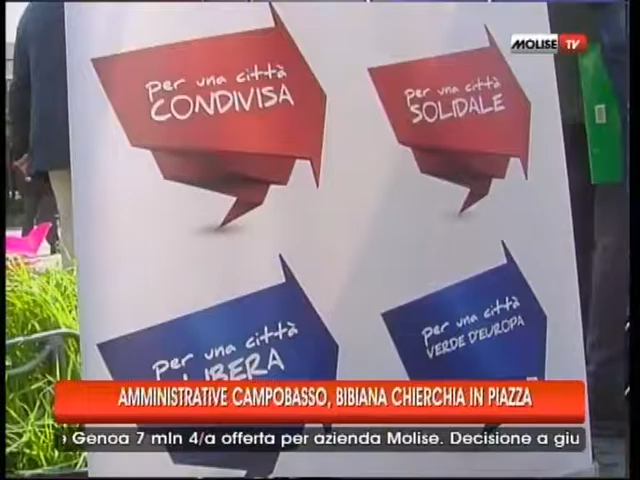 MOLISE TV
per una città
CONDIVISA
per una città
SOLIDALE
per una città
LIBERA
per una città
VERDE D'EUROPA
AMMINISTRATIVE CAMPOBASSO, BIBIANA CHIERCHIA IN PIAZZA
Genoa 7 mln 4/a offerta per azienda Molise. Decisione a giu